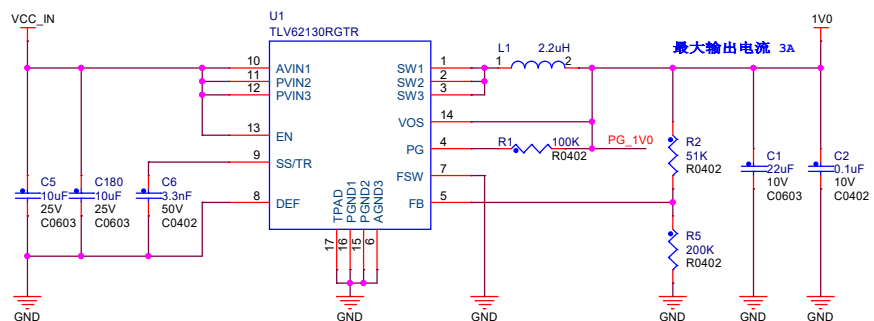 U1
TLV62130RGTR
VCC_IN
1V0
最大输出电流 3A
L1
2.2uH
10
AVIN1
SW1
1
1
2
11
PVIN2
SW2
2
12
PVIN3
SW3
3
13
EN
VOS
14
PG
4
R1
100K
R0402
PG_1V0
R2
51K
R0402
9
SS/TR
FSW
7
C5
10uF
25V
C0603
C180
10uF
25V
C0603
C6
3.3nF
50V
C0402
8
DEF
FB
5
C1
22uF
10V
C0603
C2
0.1uF
10V
C0402
TPAD
PGND1
PGND2
AGND3
17
16
15
6
R5
200K
R0402
GND
GND
GND
GND
GND
GND